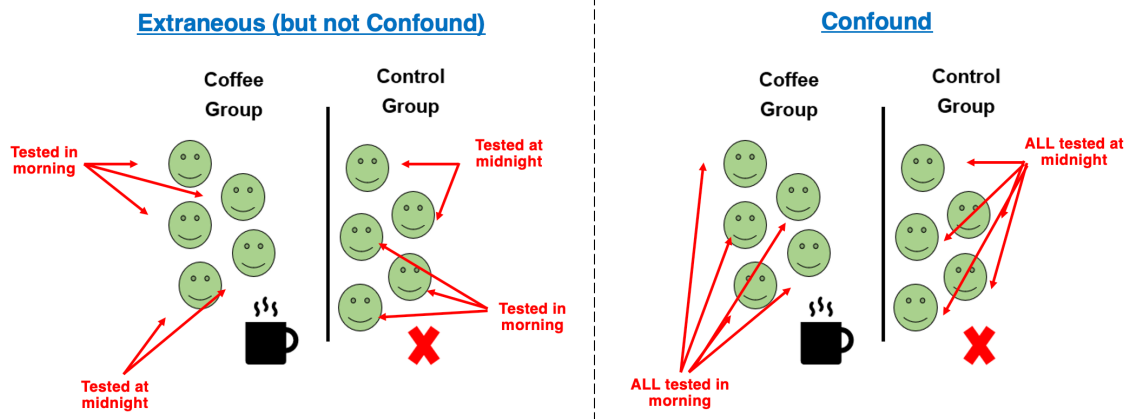 Extraneous (but not Confound)
Coffee
Group
Control
Group
Tested in
morning
Tested at
midnight
Tested in
morning
Tested at
midnight
Confound
Coffee
Group
Control
Group
ALL tested at
midnight
ALL tested in
morning